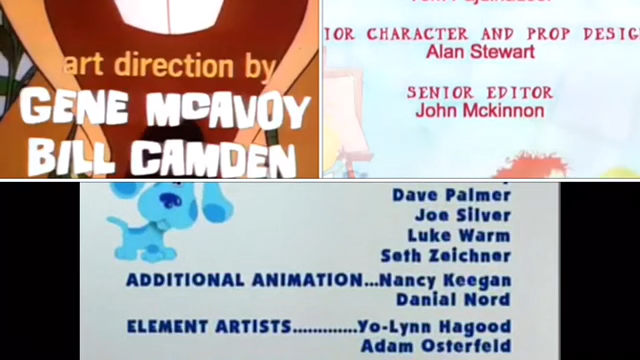 art direction by
GENE MCAVOY
BILL CAMDEN
IOR CHARACTER AND PROP DESIG
Alan Stewart
SENIOR EDITOR
John Mckinnon
Dave Palmer
Joe Silver
Luke Warm
Seth Zeichner
ADDITIONAL ANIMATION...Nancy Keegan
Danial Nord
ELEMENT ARTISTS.............Yo-Lynn Hagood
Adam Osterfeld